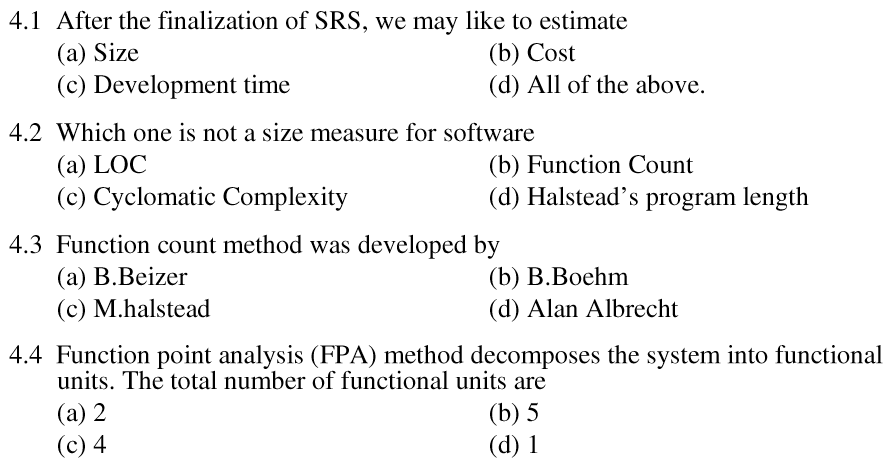 4.1 After the finalization of SRS, we may like to estimate
(a) Size (b) Cost
(c) Development time (d) All of the above.
4.2 Which one is not a size measure for software
(a) LOC (b) Function Count
(c) Cyclomatic Complexity (d) Halstead's program length
4.3 Function count method was developed by
(a) B.Beizer (b) B.Boehm
(c) M.halstead (d) Alan Albrecht
4.4 Function point analysis (FPA) method decomposes the system into functional
units. The total number of functional units are
(a) 2 (b) 5
(c) 4 (d) 1